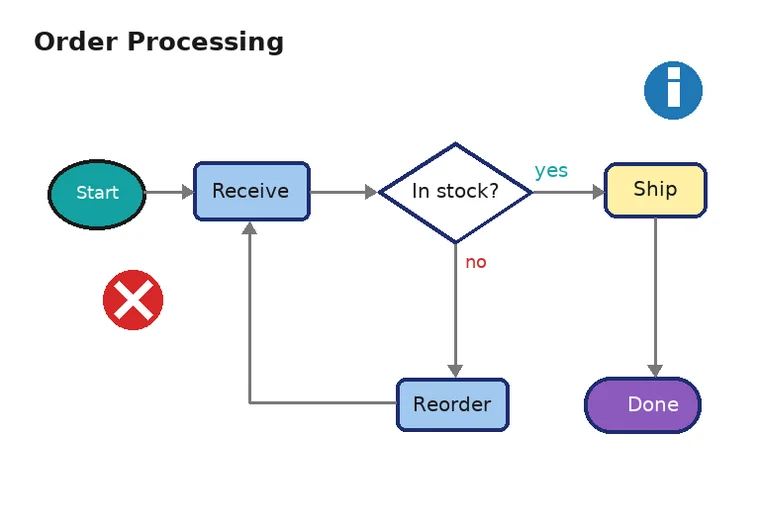 Order Processing
Start
Receive
In stock?
yes
Ship
no
Reorder
Done